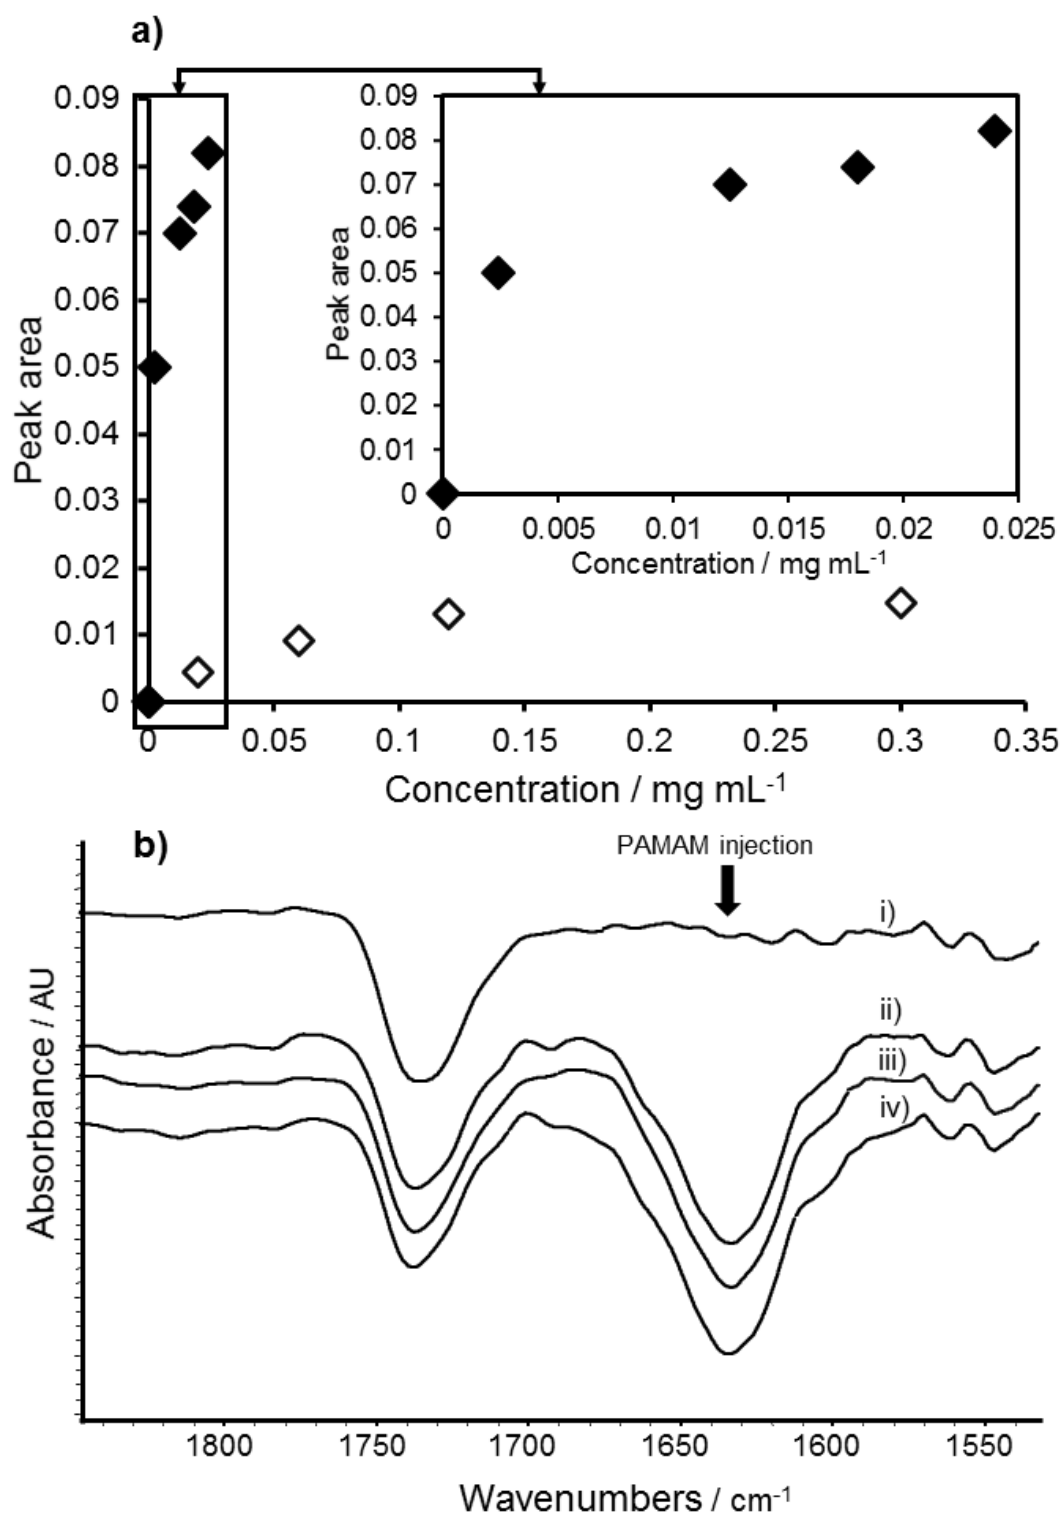 a)
0.09
0.08
0.07
0.06
0.05
0.04
0.03
0.02
0.01
0
Peak area
0 0.05 0.1 0.15 0.2 0.25 0.3 0.35
Concentration / mg mL⁻¹
0.09
0.08
0.07
0.06
0.05
0.04
0.03
0.02
0.01
0
Peak area
0 0.005 0.01 0.015 0.02 0.025
Concentration / mg mL⁻¹
b)
PAMAM injection
i)
ii)
iii)
iv)
Absorbance / AU
1800 1750 1700 1650 1600 1550
Wavenumbers / cm⁻¹